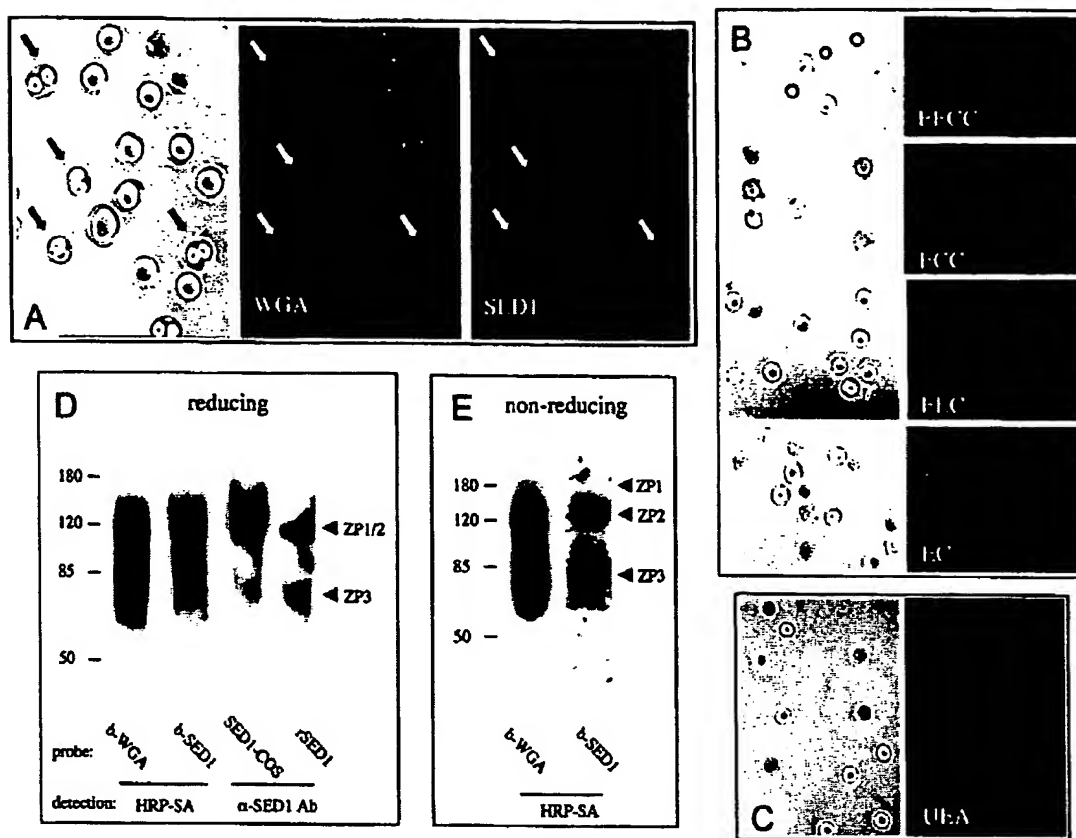 A
WGA
SED1
B
EECC
ECC
EEC
EC
C
UEA
D
reducing
180
120
85
50
ZP1/2
ZP3
probe:
b-WGA
b-SED1
SED1-COS
rSED1
detection:
HRP-SA
α-SED1 Ab
E
non-reducing
180
120
85
50
ZP1
ZP2
ZP3
b-WGA
b-SED1
HRP-SA